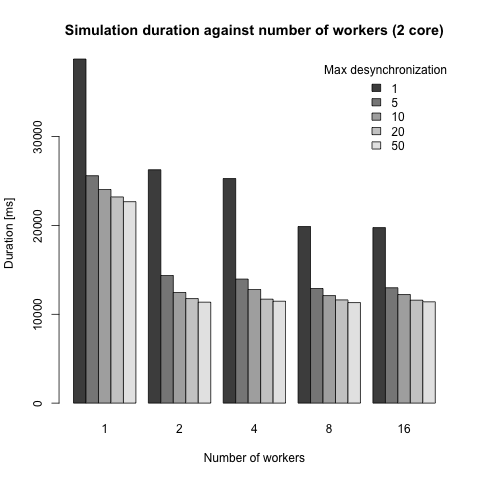 Simulation duration against number of workers (2 core)
Max desynchronization
1
5
10
20
50
Duration [ms]
30000
20000
10000
0
1 2 4 8 16
Number of workers